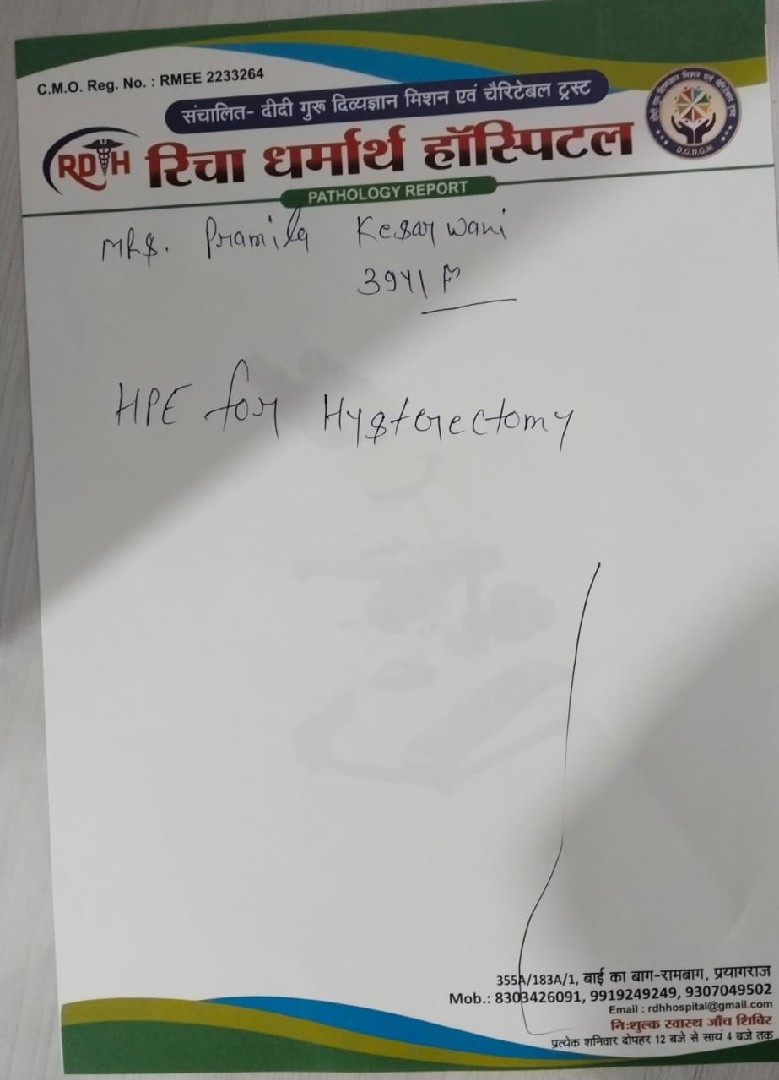 C.M.O. Reg. No. : RMEE 2233264
संचालित- दीदी गुरू दिव्यज्ञान मिशन एवं चैरिटेबल ट्रस्ट
RDH रिचा धर्मार्थ हॉस्पिटल
D.G.D.G.M.
PATHOLOGY REPORT
Mrs. Pramila Kesarwani
39Y/F
HPE for Hysterectomy
355A/183A/1, बाई का बाग-रामबाग, प्रयागराज
Mob.: 8303426091, 9919249249, 9307049502
Email : rdhhospital@gmail.com
निःशुल्क स्वास्थ जाँच शिविर
प्रत्येक शनिवार दोपहर 12 बजे से सायं 4 बजे तक